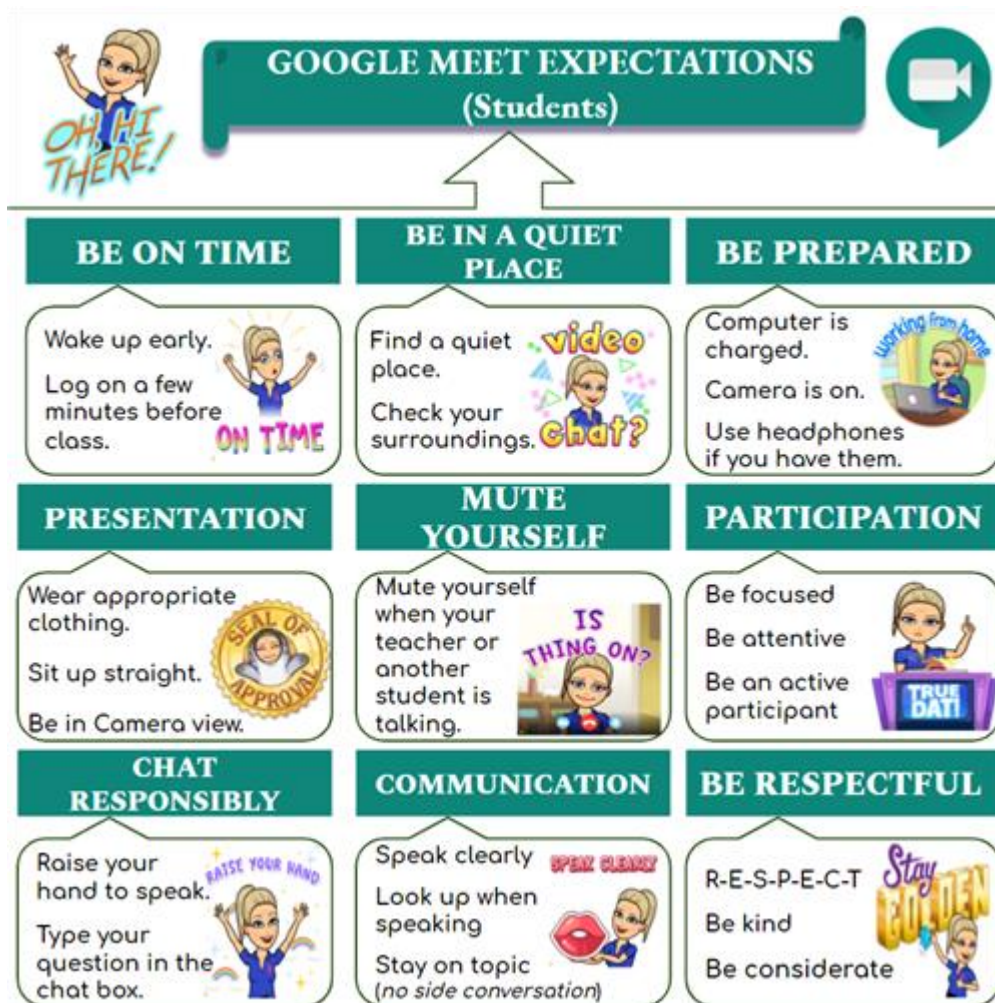 OH, HI
THERE!
GOOGLE MEET EXPECTATIONS
(Students)
BE ON TIME
Wake up early.
Log on a few
minutes before
class.
ON TIME
BE IN A QUIET
PLACE
Find a quiet
place.
Check your
surroundings.
video
chat?
BE PREPARED
Computer is
charged.
Camera is on.
Use headphones
if you have them.
working from home
PRESENTATION
Wear appropriate
clothing.
Sit up straight.
Be in Camera view.
SEAL OF
APPROVAL
MUTE
YOURSELF
Mute yourself
when your
teacher or
another
student is
talking.
IS
THING ON?
PARTICIPATION
Be focused
Be attentive
Be an active
participant
TRUE
DAT!
CHAT
RESPONSIBLY
Raise your
hand to speak.
Type your
question in the
chat box.
RAISE YOUR HAND
COMMUNICATION
Speak clearly
Look up when
speaking
Stay on topic
(no side conversation)
SPEAK CLEARLY
BE RESPECTFUL
R-E-S-P-E-C-T
Be kind
Be considerate
Stay
GOLDEN